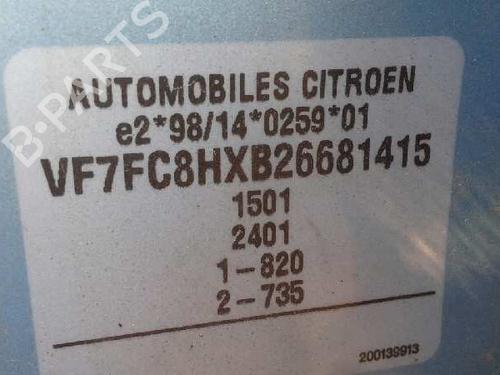 B-PARTS
AUTOMOBILES CITROEN
e2*98/14*0259*01
VF7FC8HXB26681415
1501
2401
1-820
2-735
200139913